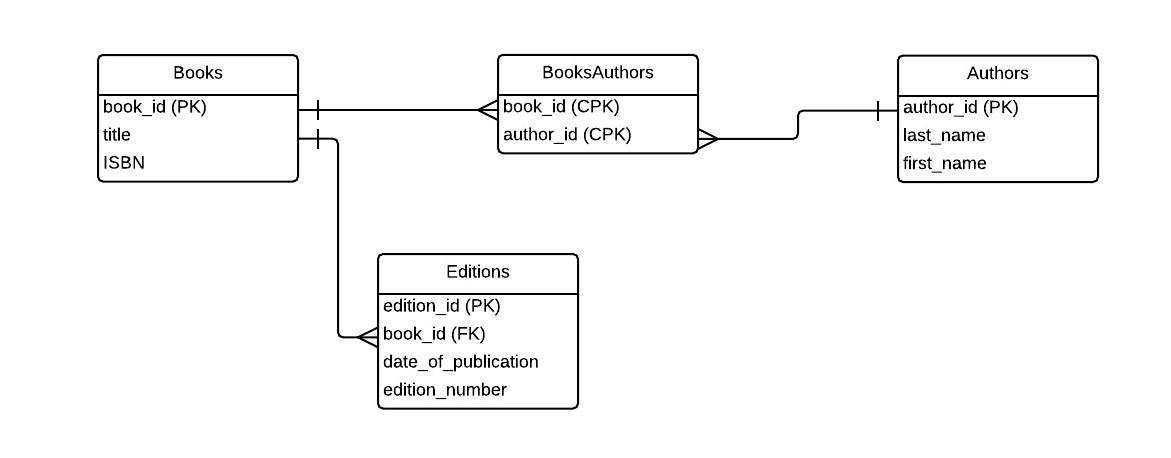 Books
book_id (PK)
title
ISBN
BooksAuthors
book_id (CPK)
author_id (CPK)
Authors
author_id (PK)
last_name
first_name
Editions
edition_id (PK)
book_id (FK)
date_of_publication
edition_number